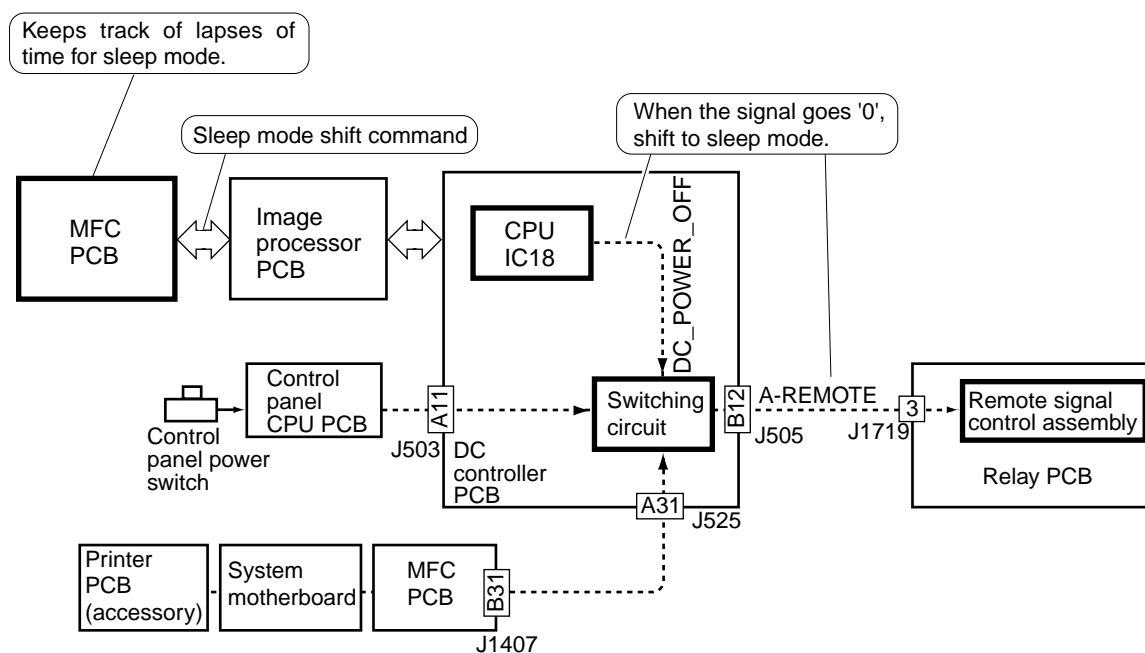 Keeps track of lapses of
time for sleep mode.
Sleep mode shift command
When the signal goes '0',
shift to sleep mode.
MFC
PCB
Image
processor
PCB
CPU
IC18
DC_POWER_OFF
Control
panel
CPU PCB
Control
panel power
switch
A11
J503
DC
controller
PCB
Switching
circuit
B12
A-REMOTE
J505
3
J1719
Remote signal
control assembly
Relay PCB
A31
J525
Printer
PCB
(accessory)
System
motherboard
MFC
PCB
B31
J1407